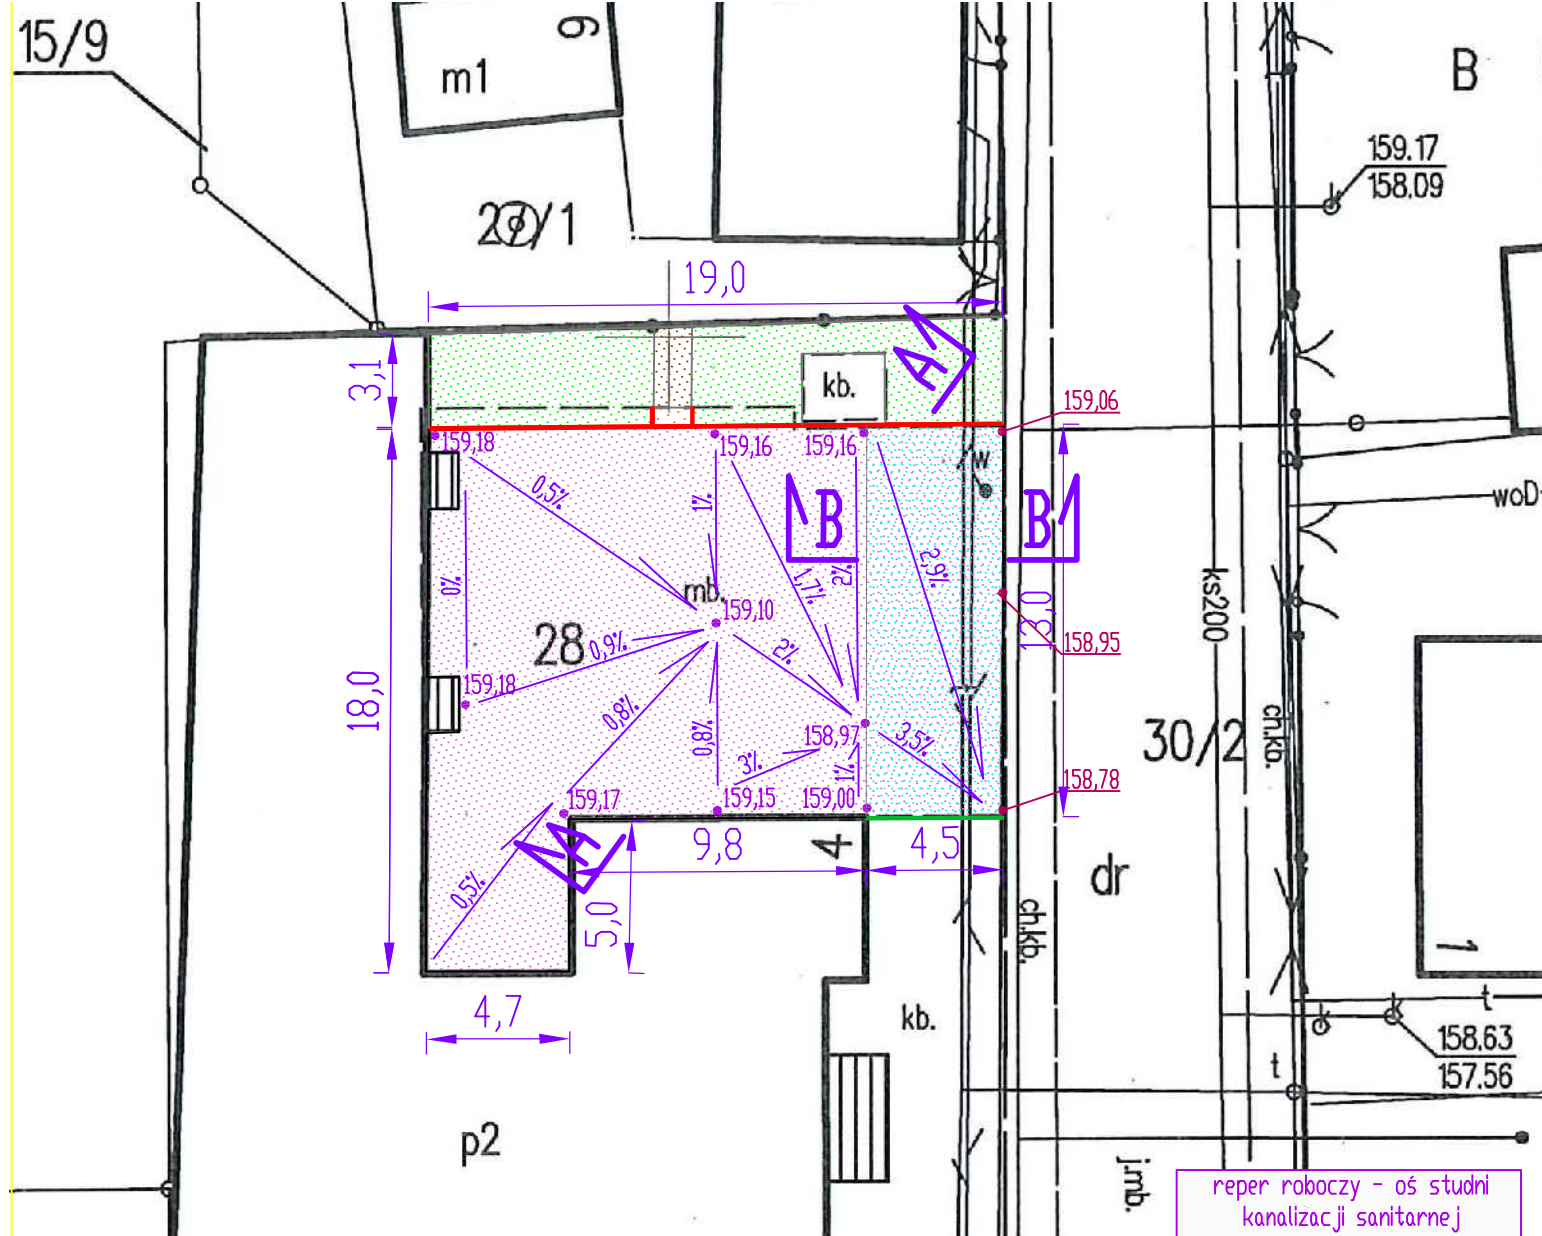 15/9
m1
6
B
159.17
158.09
19,0
3,1
kb.
A
159,06
159,18
159,16
159,16
w
0,5%
1%
B
B
woD
0%
1,7%
2%
2,9%
mb.
159,10
ks200
28
0,9%
2%
13,0
158,95
159,18
18,0
0,8%
0,8%
158,97
3,5%
30/2
ch.kb.
3%
1%
158,78
159,17
159,15
159,00
A
9,8
4
4,5
dr
0,5%
5,0
ch.kb.
1
4,7
kb.
t
158.63
157.56
t
p2
j.mb.
reper roboczy - oś studni
kanalizacji sanitarnej